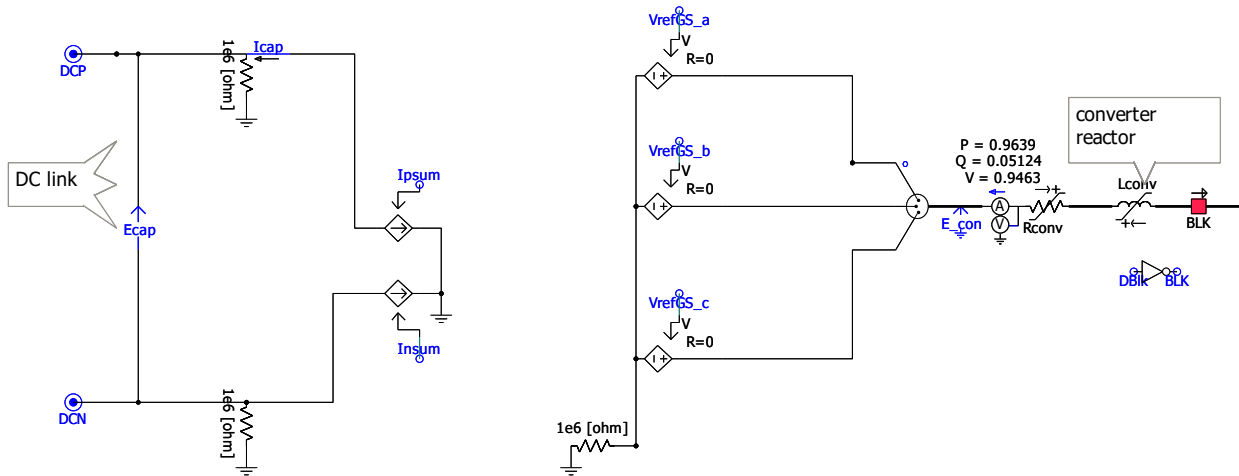 DCP
1e6 [ohm]
Icap
DC link
Ecap
Ipsum
Insum
DCN
1e6 [ohm]
VrefGS_a
V
R=0
VrefGS_b
R=0
VrefGS_c
V
R=0
1e6 [ohm]
P = 0.9639
Q = 0.05124
V = 0.9463
E_con
A
V
Rconv
converter
reactor
Lconv
BLK
DBlk
BLK